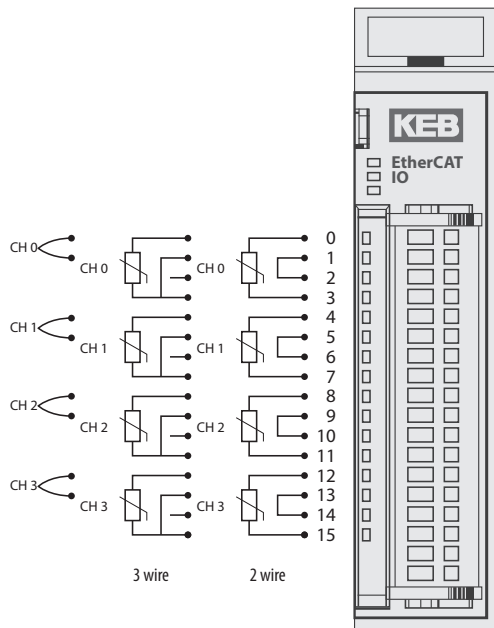 KEB
EtherCAT
IO
CH 0 CH 0 CH 0 0
1
2
3
CH 1 CH 1 CH 1 4
5
6
7
CH 2 CH 2 CH 2 8
9
10
11
CH 3 CH 3 CH 3 12
13
14
15
3 wire 2 wire